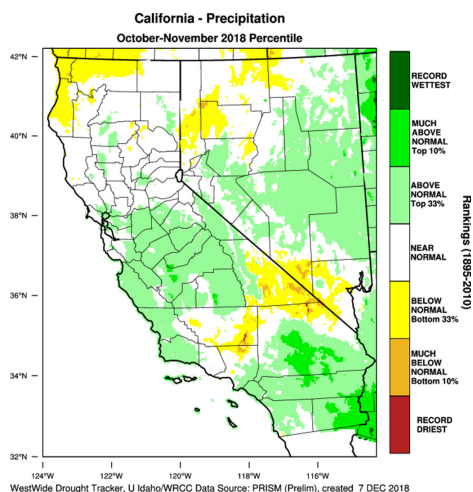 California - Precipitation
October-November 2018 Percentile
42°N
40°N
38°N
36°N
34°N
32°N
124°W
122°W
120°W
118°W
116°W
RECORD
WETTEST
MUCH
ABOVE
NORMAL
Top 10%
ABOVE
NORMAL
Top 33%
NEAR
NORMAL
BELOW
NORMAL
Bottom 33%
MUCH
BELOW
NORMAL
Bottom 10%
RECORD
DRIEST
Rankings (1895-2010)
WestWide Drought Tracker, U Idaho/WRCC Data Source: PRISM (Prelim), created 7 DEC 2018